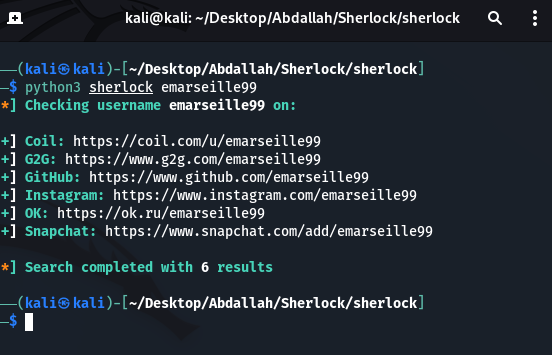 kali@kali: ~/Desktop/Abdallah/Sherlock/sherlock
(kali㉿kali)-[~/Desktop/Abdallah/Sherlock/sherlock]
$ python3 sherlock emarseille99
*] Checking username emarseille99 on:
+] Coil: https://coil.com/u/emarseille99
+] G2G: https://www.g2g.com/emarseille99
+] GitHub: https://www.github.com/emarseille99
+] Instagram: https://www.instagram.com/emarseille99
+] OK: https://ok.ru/emarseille99
+] Snapchat: https://www.snapchat.com/add/emarseille99
*] Search completed with 6 results
(kali㉿kali)-[~/Desktop/Abdallah/Sherlock/sherlock]
$